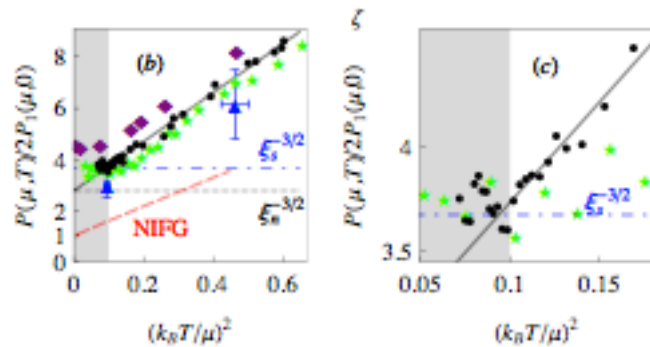 ζ
P(μ,T)/2P₁(μ,0)
8
6
4
3
2
1
0
(b)
ξₛ^-3/2
ξₙ^-3/2
NIFG
0
0.2
0.4
0.6
(k_BT/μ)²
P(μ,T)/2P₁(μ,0)
4
3.5
(c)
ξₛ^-3/2
0.05
0.1
0.15
(k_BT/μ)²